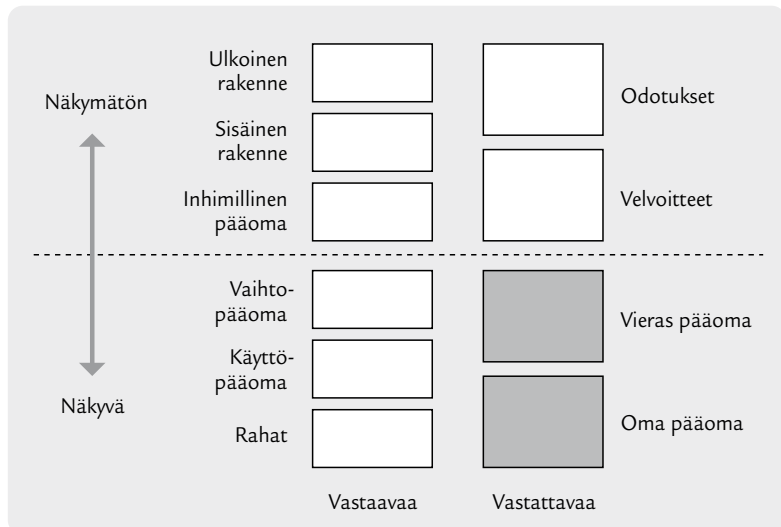 Näkymätön
Näkyvä
Ulkoinen
rakenne
Sisäinen
rakenne
Inhimillinen
pääoma
Vaihto-
pääoma
Käyttö-
pääoma
Rahat
Odotukset
Velvoitteet
Vieras pääoma
Oma pääoma
Vastaavaa
Vastattavaa